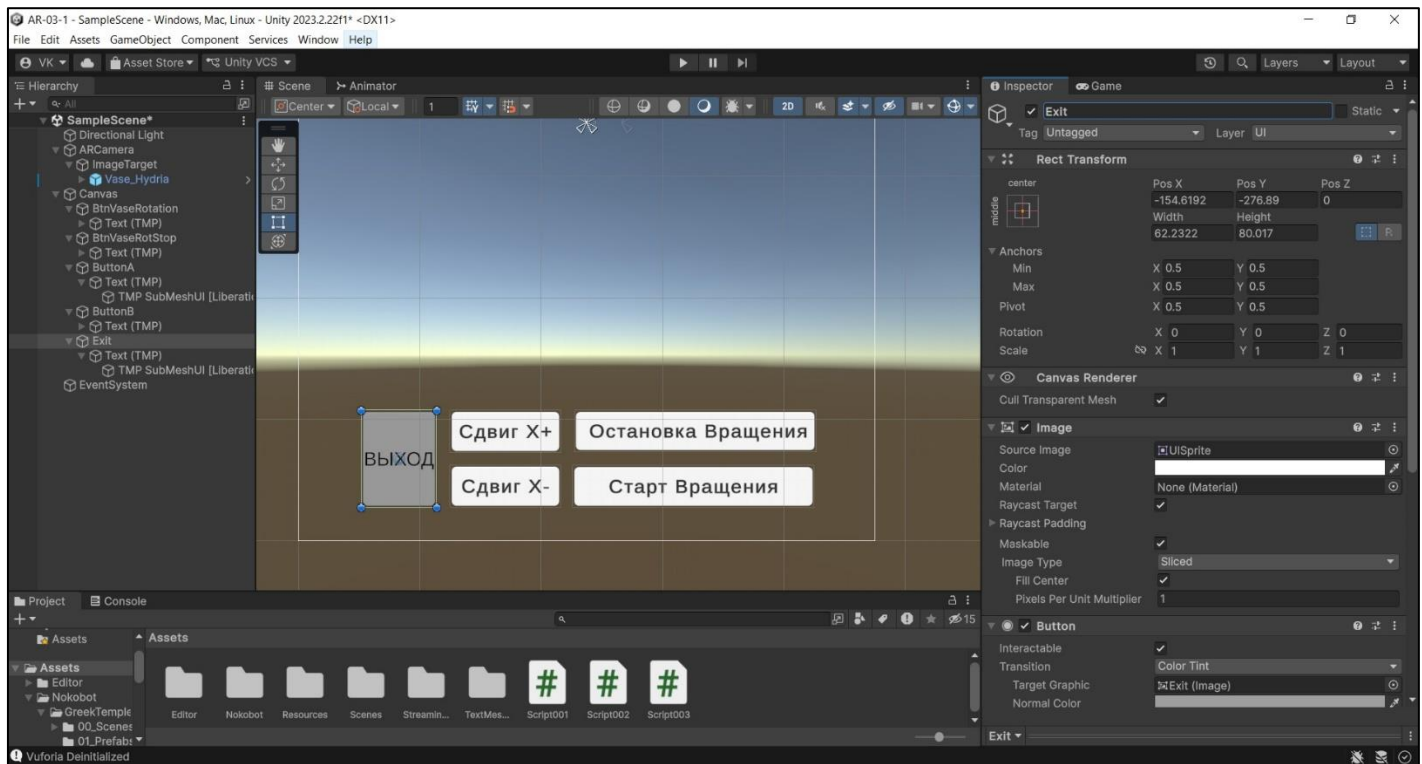 AR-03-1 - SampleScene - Windows, Mac, Linux - Unity 2023.2.22f1* <DX11>
File Edit Assets GameObject Component Services Window Help
VK Asset Store Unity VCS Layers Layout
Hierarchy
All
SampleScene*
Directional Light
ARCamera
ImageTarget
Vase_Hydria
Canvas
BtnVaseRotation
Text (TMP)
BtnVaseRotStop
Text (TMP)
ButtonA
Text (TMP)
TMP SubMeshUI [Liberati
ButtonB
Text (TMP)
Exit
Text (TMP)
TMP SubMeshUI [Liberati
EventSystem
Scene Animator
Center Local 1 2D
ВЫХОД
Сдвиг X+ Остановка Вращения
Сдвиг X- Старт Вращения
Inspector Game
Exit Static
Tag Untagged Layer UI
Rect Transform
center Pos X Pos Y Pos Z
middle -154.6192 -276.89 0
Width Height
62.2322 80.017 R
Anchors
Min X 0.5 Y 0.5
Max X 0.5 Y 0.5
Pivot X 0.5 Y 0.5
Rotation X 0 Y 0 Z 0
Scale X 1 Y 1 Z 1
Canvas Renderer
Cull Transparent Mesh
Image
Source Image UISprite
Color
Material None (Material)
Raycast Target
Raycast Padding
Maskable
Image Type Sliced
Fill Center
Pixels Per Unit Multiplier 1
Button
Interactable
Transition Color Tint
Target Graphic Exit (Image)
Normal Color
Exit
Project Console
15
Assets
Assets
Editor
Nokobot
GreekTemple
00_Scenes
01_Prefabs
Assets
Editor Nokobot Resources Scenes Streamin... TextMes... Script001 Script002 Script003
Vuforia Deinitialized